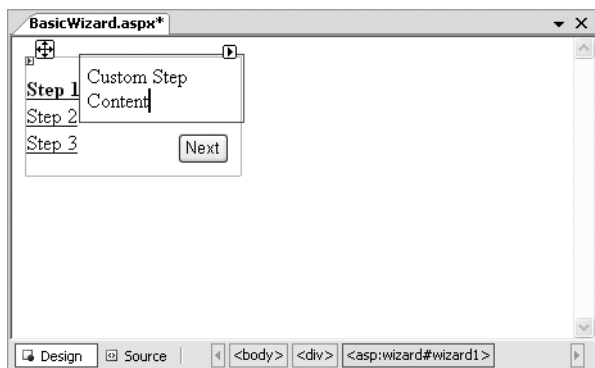 BasicWizard.aspx*
Custom Step
Content
Step 1
Step 2
Step 3
Next
Design Source <body> <div> <asp:wizard#wizard1>